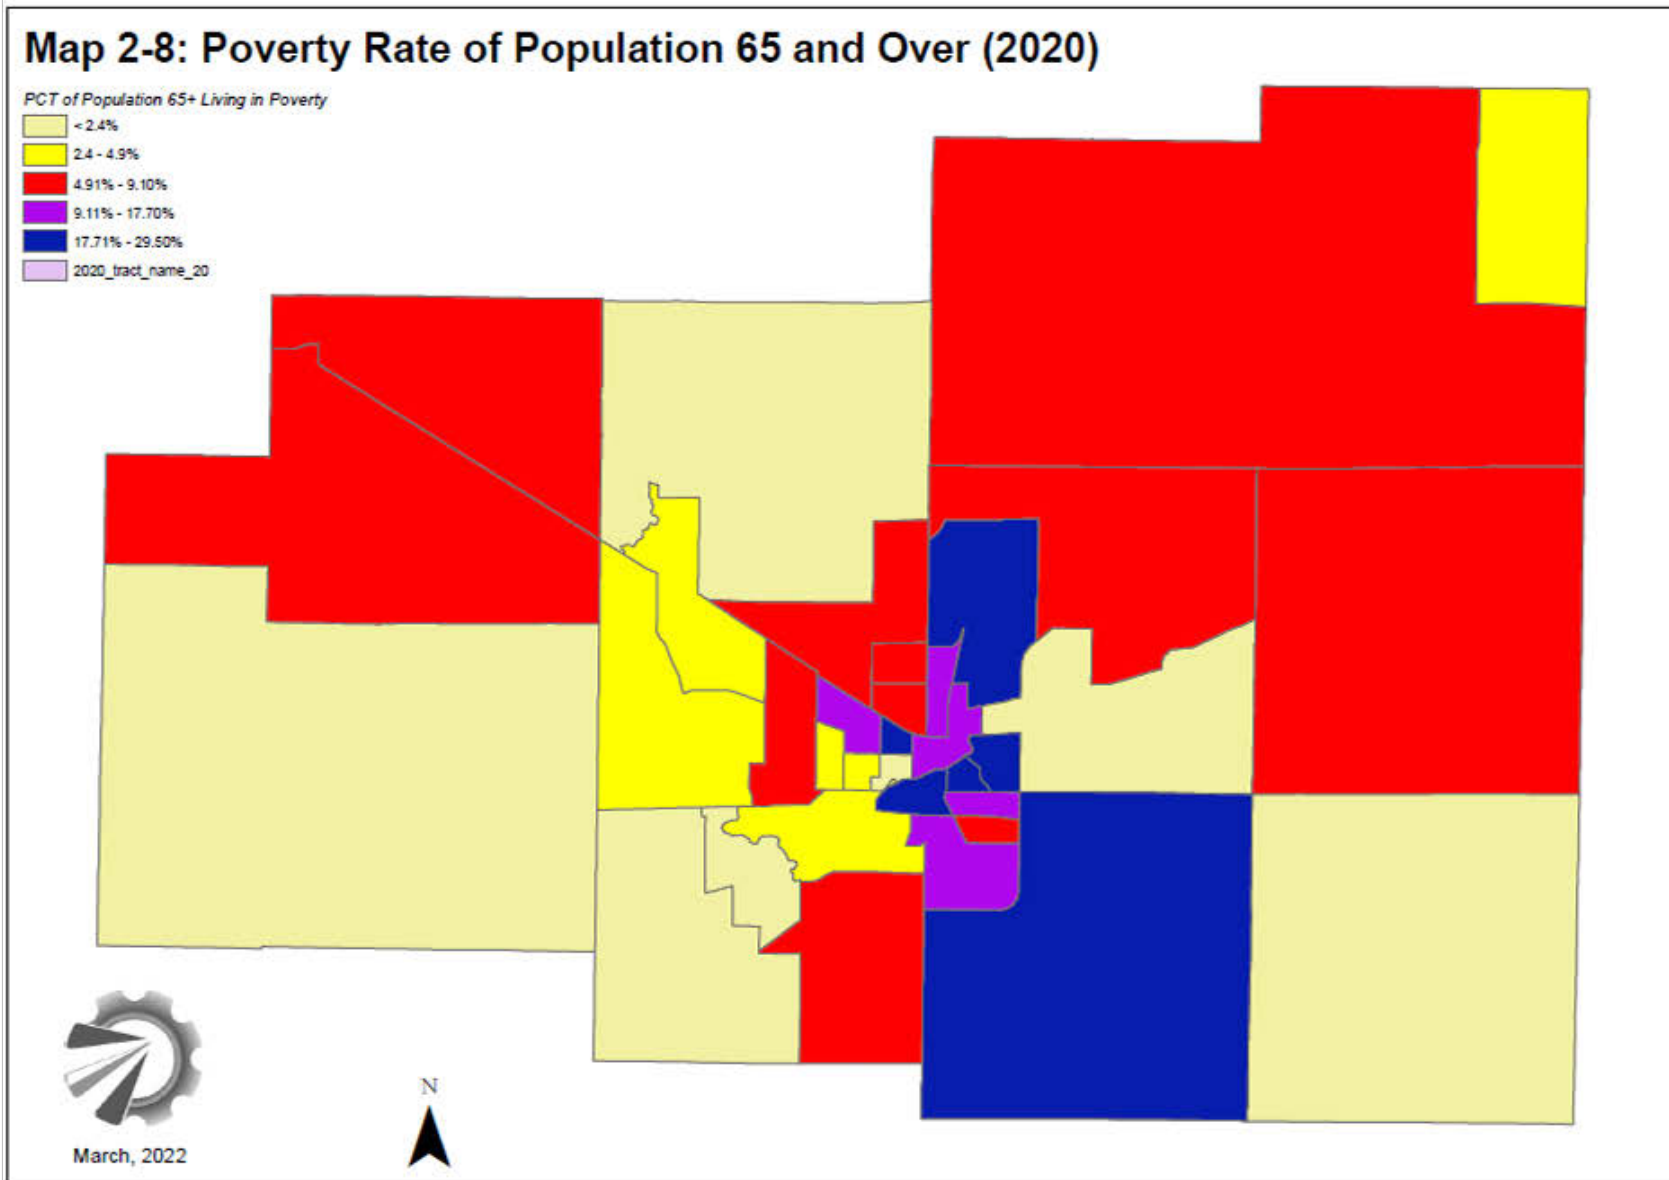 Map 2-8: Poverty Rate of Population 65 and Over (2020)
PCT of Population 65+ Living in Poverty
< 2.4%
2.4 - 4.9%
4.91% - 9.10%
9.11% - 17.70%
17.71% - 29.50%
2020_tract_name_20
N
March, 2022